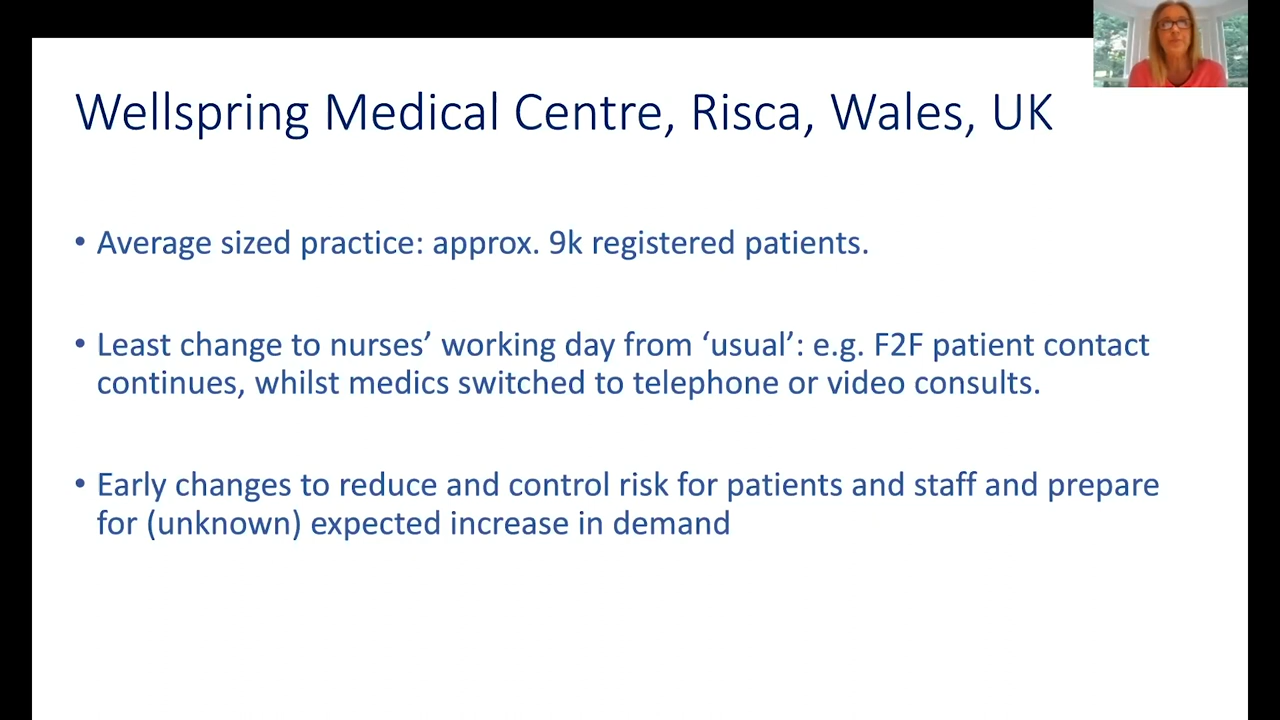 Wellspring Medical Centre, Risca, Wales, UK
• Average sized practice: approx. 9k registered patients.
• Least change to nurses’ working day from ‘usual’: e.g. F2F patient contact
continues, whilst medics switched to telephone or video consults.
• Early changes to reduce and control risk for patients and staff and prepare
for (unknown) expected increase in demand